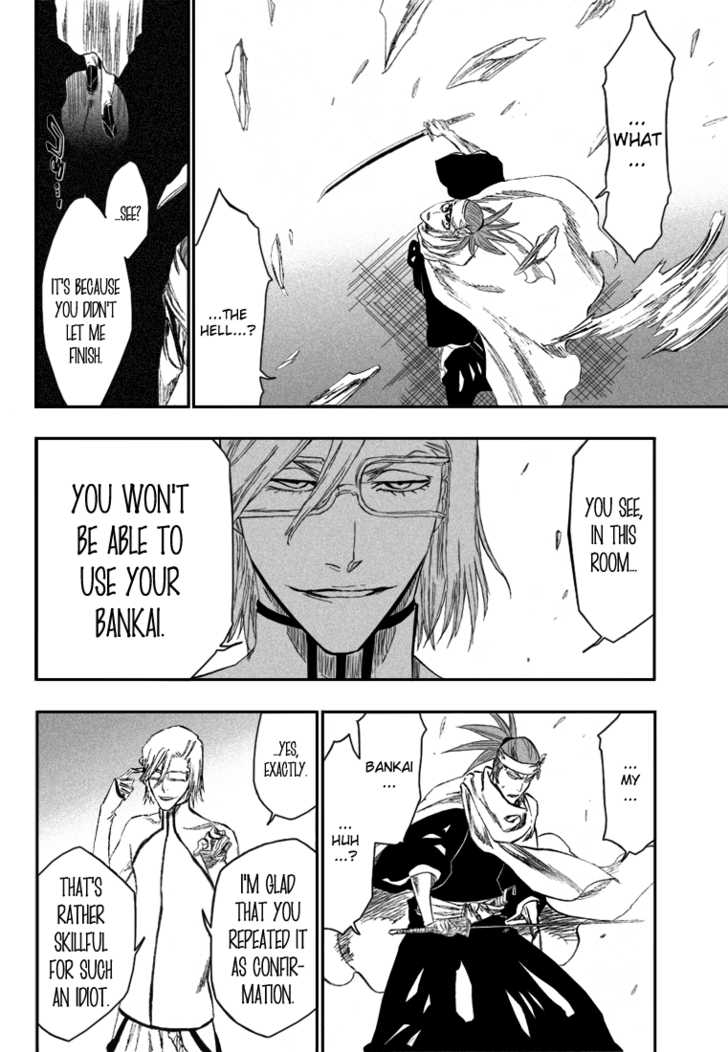 ...
WHAT
...
...THE
HELL...?
...SEE?
IT'S BECAUSE
YOU DIDN'T
LET ME
FINISH.
YOU SEE,
IN THIS
ROOM...
YOU WON'T
BE ABLE TO
USE YOUR
BANKAI.
...
MY
...
BANKAI
...
...
HUH
...?
...YES,
EXACTLY.
I'M GLAD
THAT YOU
REPEATED IT
AS CONFIR-
MATION.
THAT'S
RATHER
SKILLFUL
FOR SUCH
AN IDIOT.